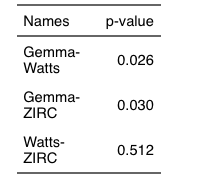 Names p-value
Gemma-
Watts 0.026
Gemma-
ZIRC 0.030
Watts-
ZIRC 0.512